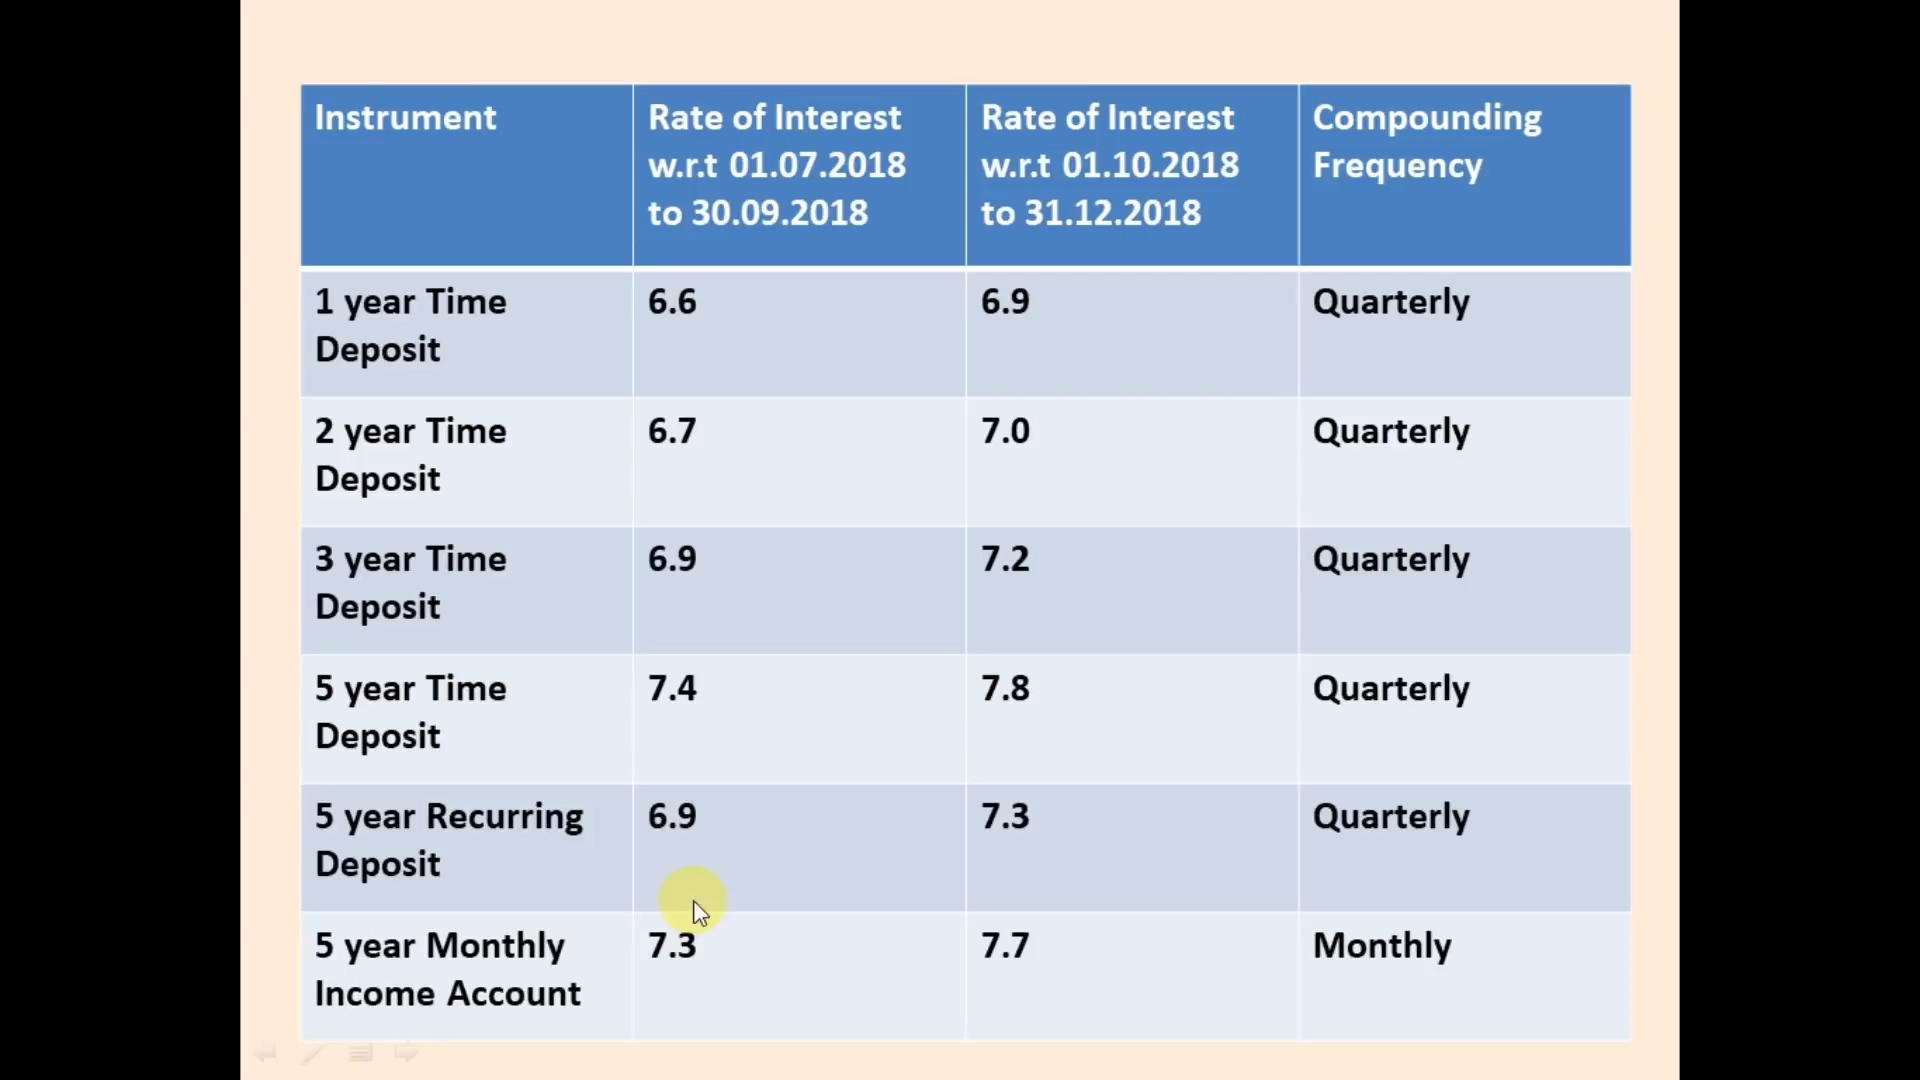 Instrument
Rate of Interest
w.r.t 01.07.2018
to 30.09.2018
Rate of Interest
w.r.t 01.10.2018
to 31.12.2018
Compounding
Frequency
1 year Time
Deposit
6.6
6.9
Quarterly
2 year Time
Deposit
6.7
7.0
Quarterly
3 year Time
Deposit
6.9
7.2
Quarterly
5 year Time
Deposit
7.4
7.8
Quarterly
5 year Recurring
Deposit
6.9
7.3
Quarterly
5 year Monthly
Income Account
7.3
7.7
Monthly